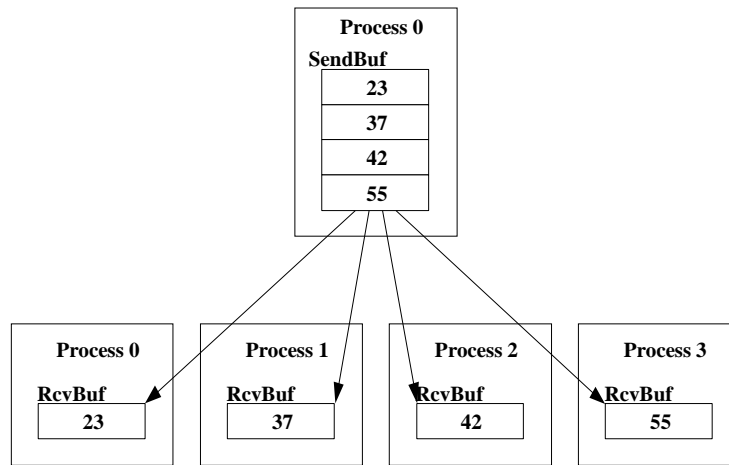 Process 0
SendBuf
23
37
42
55
Process 0 Process 1 Process 2 Process 3
RcvBuf RcvBuf RcvBuf RcvBuf
23 37 42 55